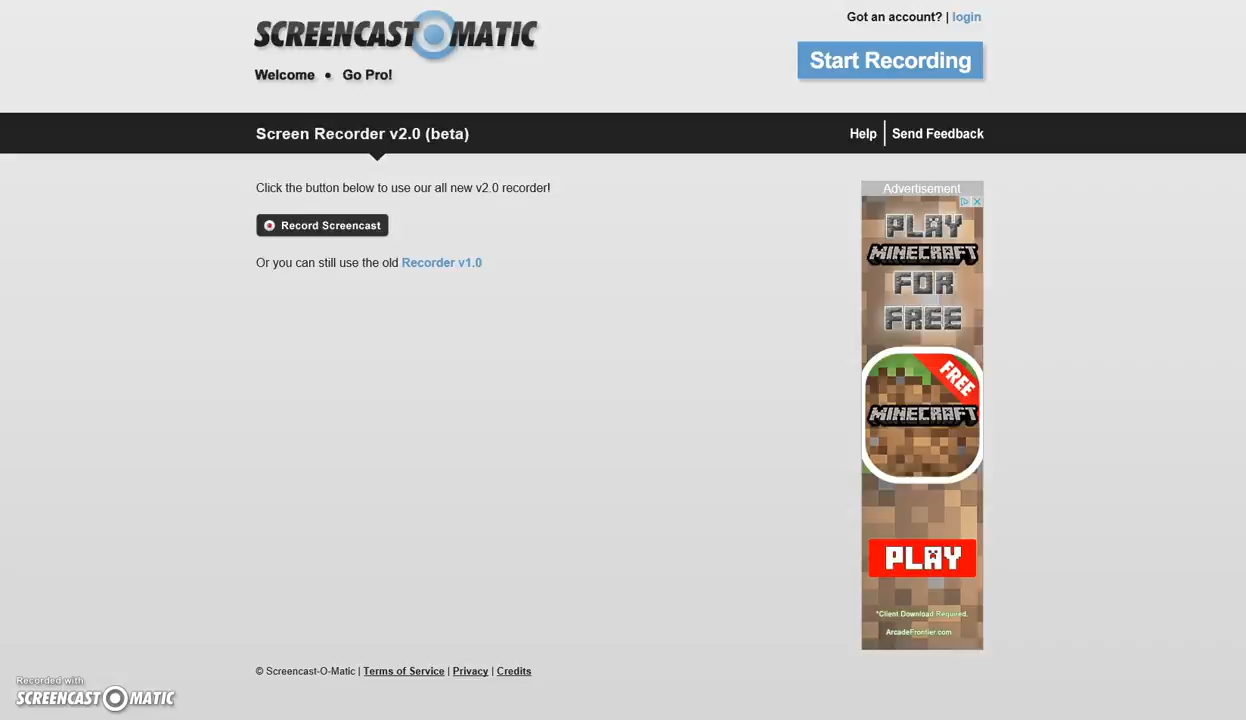 SCREENCAST-O-MATIC
Got an account? | login
Start Recording
Welcome • Go Pro!
Screen Recorder v2.0 (beta)
Help | Send Feedback
Click the button below to use our all new v2.0 recorder!
Record Screencast
Or you can still use the old Recorder v1.0
Advertisement
PLAY
MINECRAFT
FOR
FREE
FREE
MINECRAFT
PLAY
*Client Download Required.
ArcadeFrontier.com
© Screencast-O-Matic | Terms of Service | Privacy | Credits
Recorded with
SCREENCAST-O-MATIC